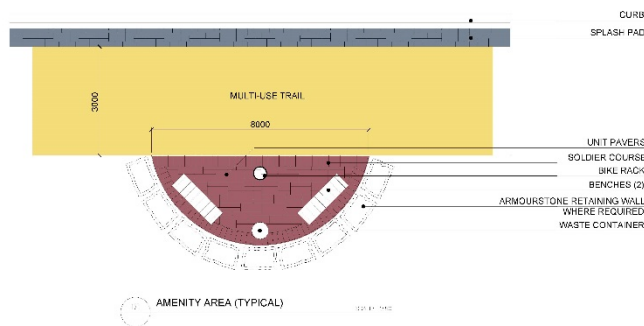 CURB
SPLASH PAD
MULTI-USE TRAIL
3000
8000
UNIT PAVERS
SOLDIER COURSE
BIKE RACK
BENCHES (2)
ARMOURSTONE RETAINING WALL
WHERE REQUIRED
WASTE CONTAINER
AMENITY AREA (TYPICAL)